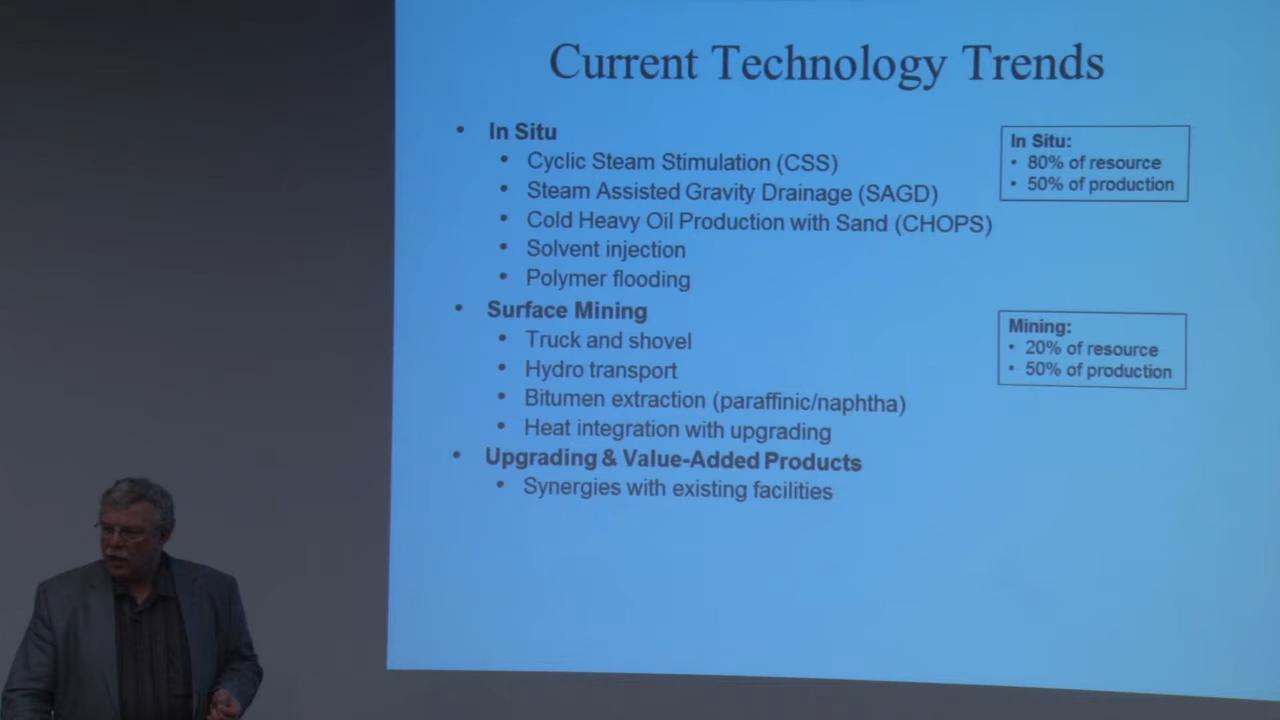 Current Technology Trends
• In Situ
• Cyclic Steam Stimulation (CSS)
• Steam Assisted Gravity Drainage (SAGD)
• Cold Heavy Oil Production with Sand (CHOPS)
• Solvent injection
• Polymer flooding
• Surface Mining
• Truck and shovel
• Hydro transport
• Bitumen extraction (paraffinic/naphtha)
• Heat integration with upgrading
• Upgrading & Value-Added Products
• Synergies with existing facilities
In Situ:
• 80% of resource
• 50% of production
Mining:
• 20% of resource
• 50% of production